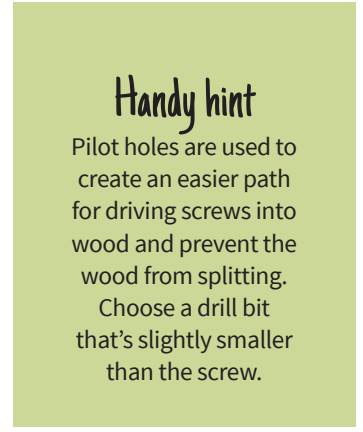 Handy hint
Pilot holes are used to
create an easier path
for driving screws into
wood and prevent the
wood from splitting.
Choose a drill bit
that’s slightly smaller
than the screw.